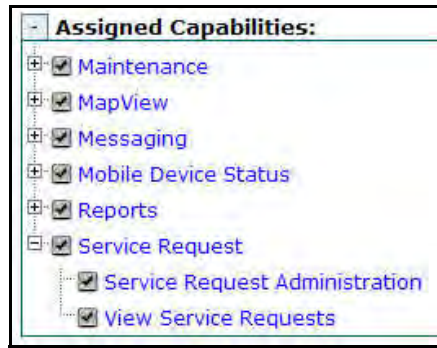 Assigned Capabilities:
Maintenance
MapView
Messaging
Mobile Device Status
Reports
Service Request
Service Request Administration
View Service Requests